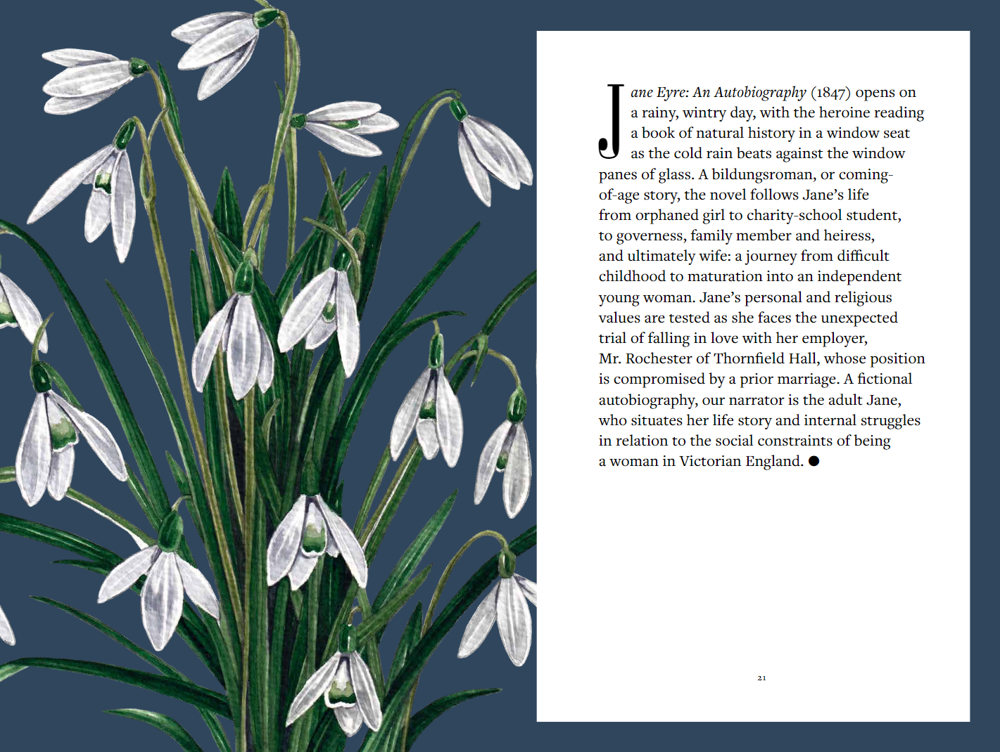 Jane Eyre: An Autobiography (1847) opens on
a rainy, wintry day, with the heroine reading
a book of natural history in a window seat
as the cold rain beats against the window
panes of glass. A bildungsroman, or coming-
of-age story, the novel follows Jane’s life
from orphaned girl to charity-school student,
to governess, family member and heiress,
and ultimately wife: a journey from difficult
childhood to maturation into an independent
young woman. Jane’s personal and religious
values are tested as she faces the unexpected
trial of falling in love with her employer,
Mr. Rochester of Thornfield Hall, whose position
is compromised by a prior marriage. A fictional
autobiography, our narrator is the adult Jane,
who situates her life story and internal struggles
in relation to the social constraints of being
a woman in Victorian England. ●
21